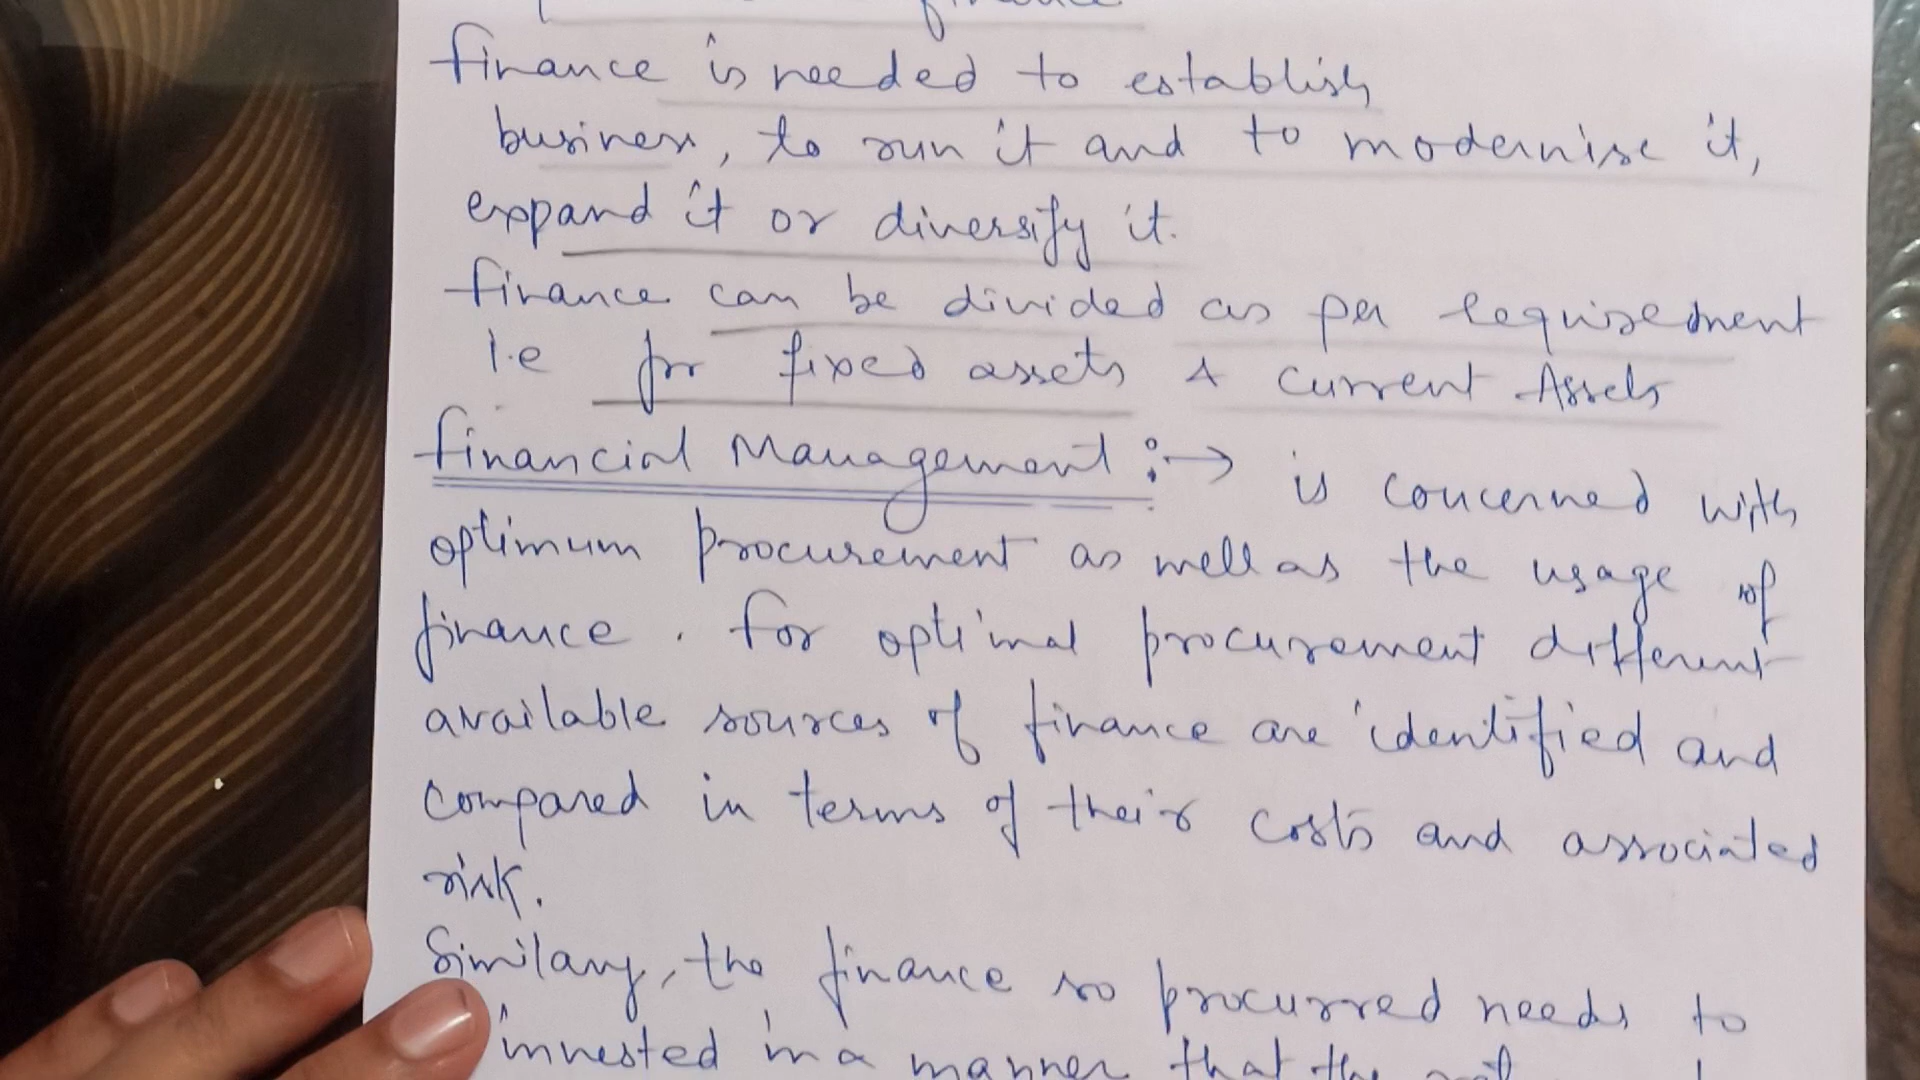 finance
finance is needed to establish
business, to run it and to modernise it,
expand it or diversify it.
finance can be divided as per requirement
i.e for fixed assets & Current Assets
financial Management :→ is concerned with
optimum procurement as well as the usage of
finance. for optimal procurement different
available sources of finance are identified and
compared in terms of their costs and associated
risk.
Similary, the finance so procurred needs to
invested in a manner that the